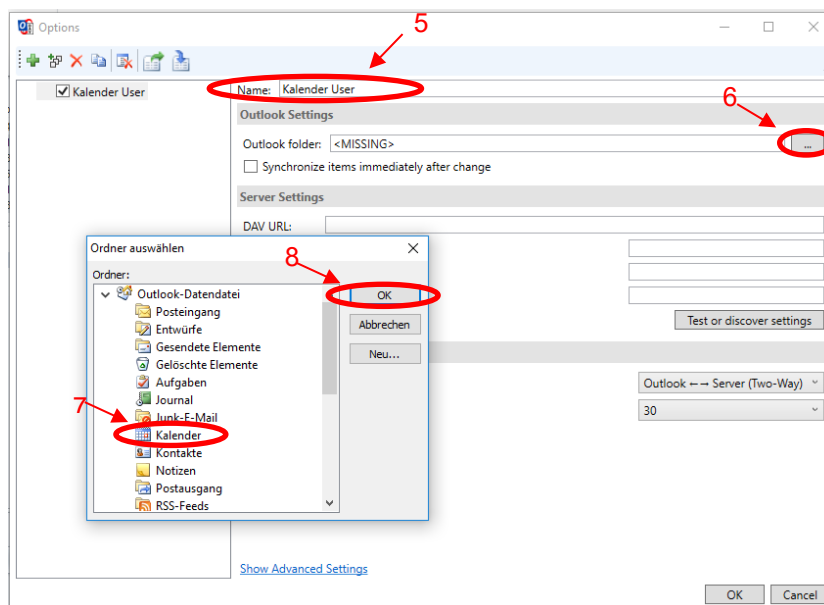 Options
5
Kalender User
Name: Kalender User
6
Outlook Settings
Outlook folder: <MISSING>
...
Synchronize items immediately after change
Server Settings
DAV URL:
Ordner auswählen
8
Ordner:
Outlook-Datendatei
OK
Posteingang
Entwürfe
Abbrechen
Gesendete Elemente
Neu...
Gelöschte Elemente
Aufgaben
Journal
7
Junk-E-Mail
Kalender
Kontakte
Notizen
Postausgang
RSS-Feeds
Test or discover settings
Outlook ←→ Server (Two-Way)
30
Show Advanced Settings
OK
Cancel